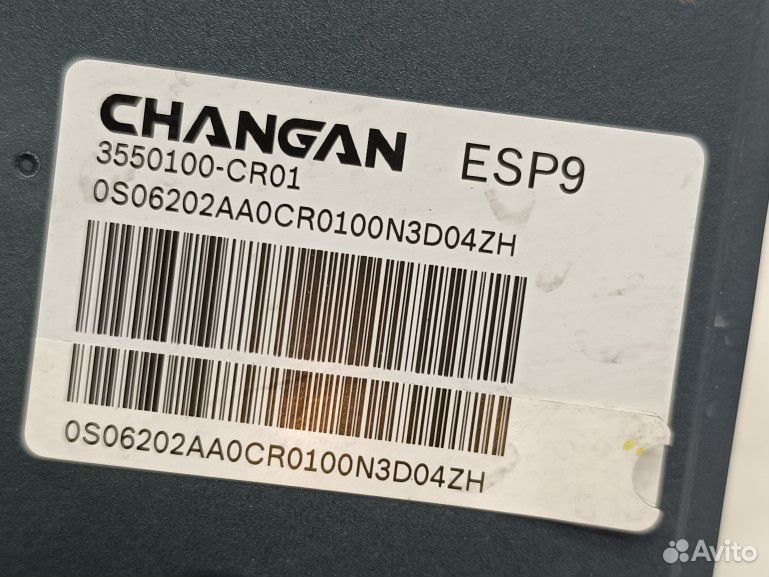 CHANGAN ESP9
3550100-CR01
0S06202AA0CR0100N3D04ZH
0S06202AA0CR0100N3D04ZH
Avito